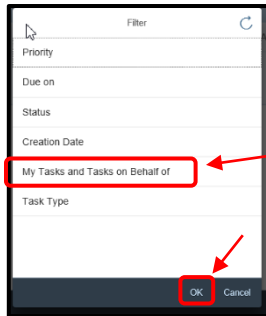 Filter
Priority
Due on
Status
Creation Date
My Tasks and Tasks on Behalf of
Task Type
OK Cancel